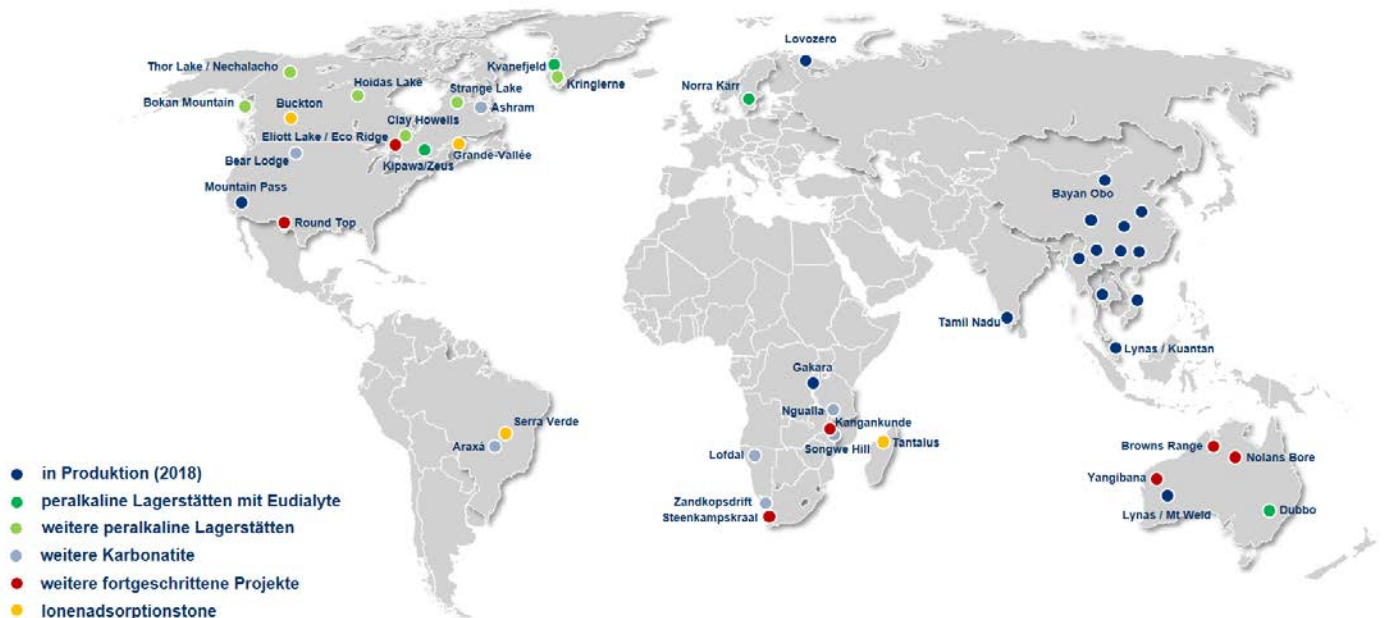 Lovozero
Thor Lake / Nechalacho
Kvanefjeld
Kringlerne
Hoidas Lake
Strange Lake
Norra Kärr
Bokan Mountain
Buckton
Ashram
Clay Howells
Eliott Lake / Eco Ridge
Bear Lodge
Kipawa/Zeus
Grande-Vallée
Mountain Pass
Bayan Obo
Round Top
Tamil Nadu
Lynas / Kuantan
Gakara
Ngualla
Kangankunde
Serra Verde
Araxá
Songwe Hill
Tantalus
Lofdal
Browns Range
Nolans Bore
Yangibana
Zandkopsdrift
Steenkampskraal
Lynas / Mt Weld
Dubbo
in Produktion (2018)
peralkaline Lagerstätten mit Eudialyte
weitere peralkaline Lagerstätten
weitere Karbonatite
weitere fortgeschrittene Projekte
Ionenadsorptionstone